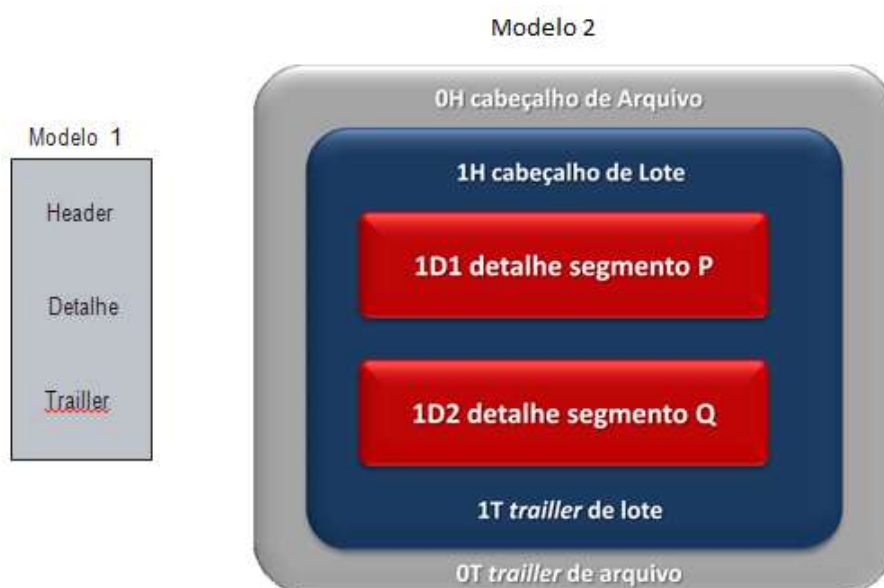 Modelo 1
Header
Detalhe
Trailler
Modelo 2
0H cabeçalho de Arquivo
1H cabeçalho de Lote
1D1 detalhe segmento P
1D2 detalhe segmento Q
1T trailler de lote
0T trailler de arquivo